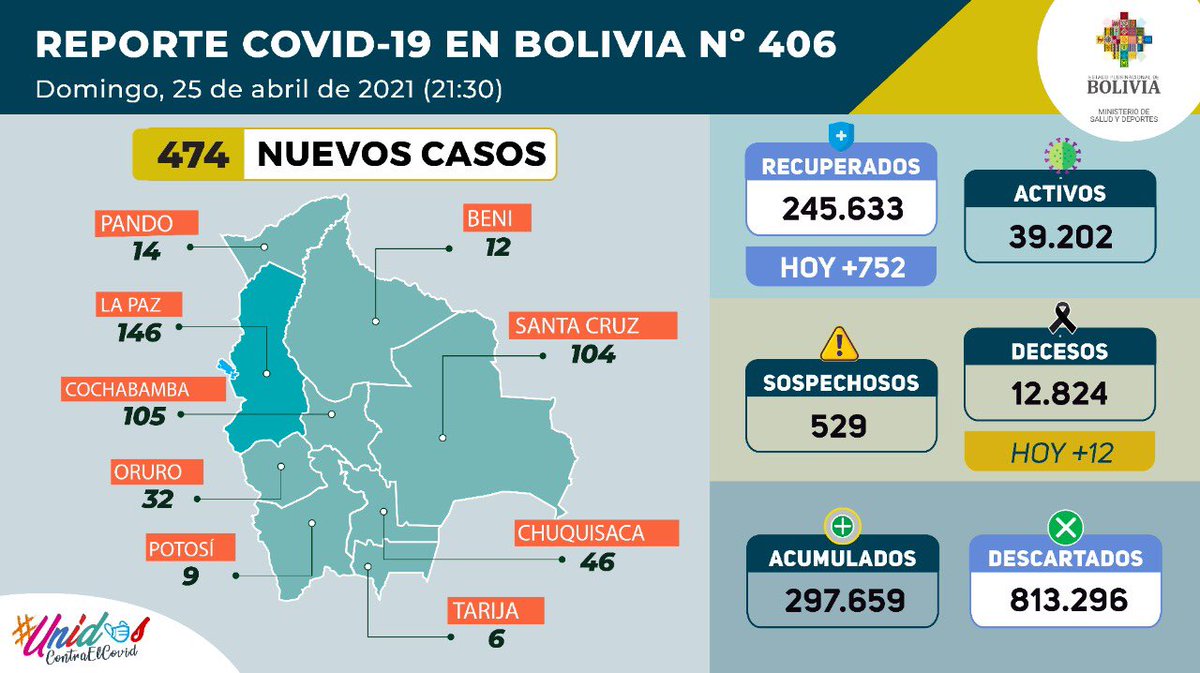 REPORTE COVID-19 EN BOLIVIA Nº 406
Domingo, 25 de abril de 2021 (21:30)
ESTADO PLURINACIONAL DE
BOLIVIA
MINISTERIO DE
SALUD Y DEPORTES
474 NUEVOS CASOS
PANDO
14
BENI
12
LA PAZ
146
SANTA CRUZ
104
COCHABAMBA
105
ORURO
32
CHUQUISACA
46
POTOSÍ
9
TARIJA
6
RECUPERADOS
245.633
HOY +752
ACTIVOS
39.202
SOSPECHOSOS
529
DECESOS
12.824
HOY +12
ACUMULADOS
297.659
DESCARTADOS
813.296
#Unidos
ContraElCovid